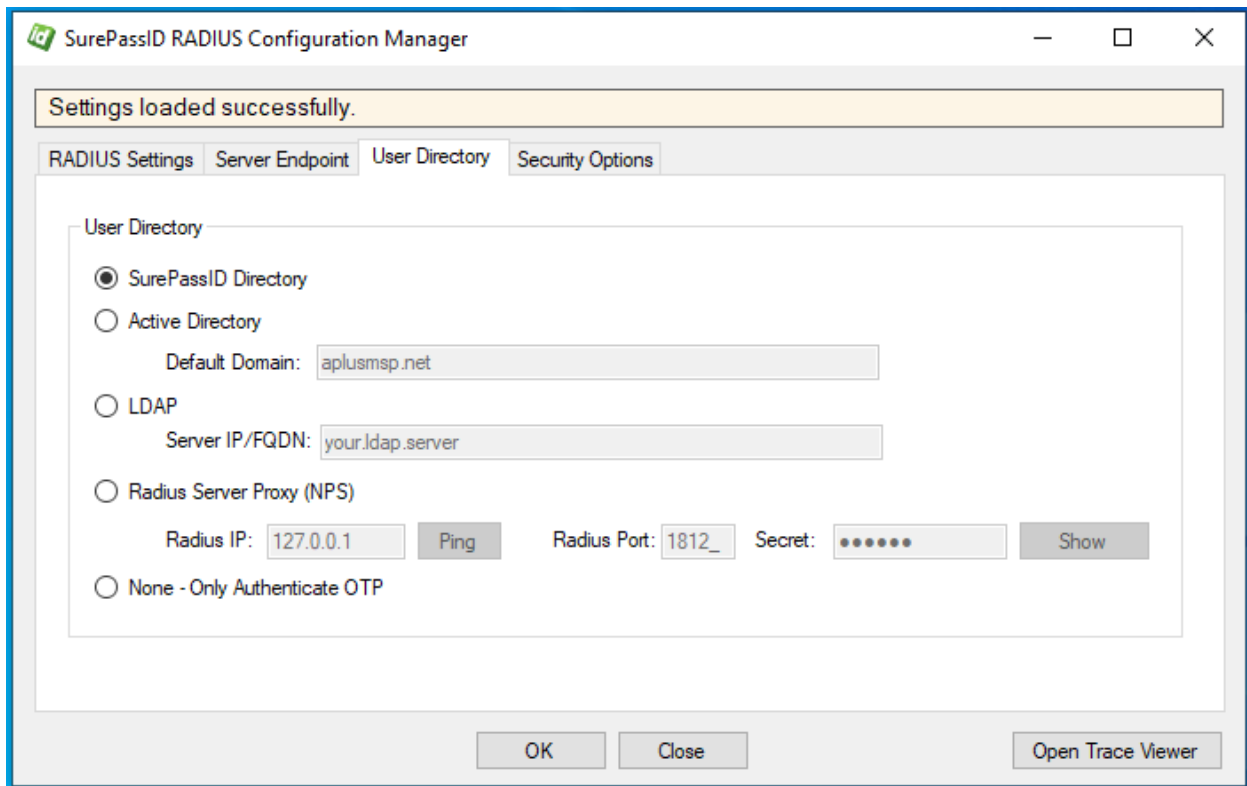 id SurePassID RADIUS Configuration Manager
Settings loaded successfully.
RADIUS Settings Server Endpoint User Directory Security Options
User Directory
SurePassID Directory
Active Directory
Default Domain: aplusmsp.net
LDAP
Server IP/FQDN: your.ldap.server
Radius Server Proxy (NPS)
Radius IP: 127.0.0.1 Ping Radius Port: 1812_ Secret: ●●●●●● Show
None - Only Authenticate OTP
OK Close Open Trace Viewer